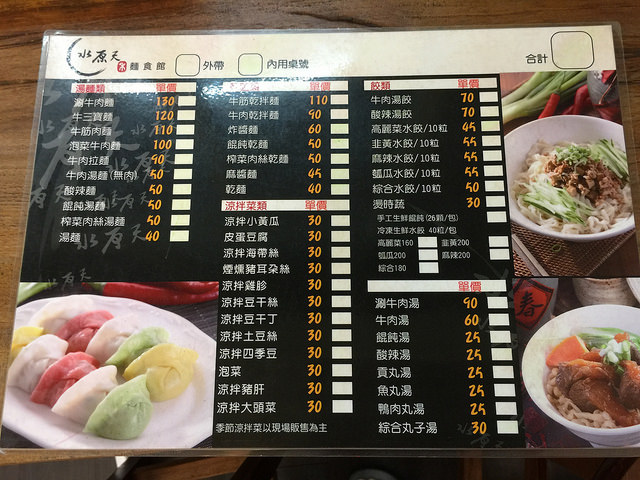 水原天 麵食館 外帶 內用桌號 合計
湯麵類 單價
涮牛肉麵 130
牛三寶麵 120
牛筋肉麵 110
泡菜牛肉麵 100
牛肉拉麵 90
牛肉湯麵(無肉) 50
酸辣麵 50
餛飩湯麵 50
榨菜肉絲湯麵 50
湯麵 40
單價
牛筋乾拌麵 110
牛肉乾拌麵 90
炸醬麵 60
餛飩乾麵 50
榨菜肉絲乾麵 50
麻醬麵 45
乾麵 40
涼拌菜類 單價
涼拌小黃瓜 30
皮蛋豆腐 30
涼拌海帶絲 30
煙燻豬耳朵絲 30
涼拌雞胗 30
涼拌豆干絲 30
涼拌豆干丁 30
涼拌土豆絲 30
涼拌四季豆 30
泡菜 30
涼拌豬肝 30
涼拌大頭菜 30
季節涼拌菜以現場販售為主
餃類 單價
牛肉湯餃 70
酸辣湯餃 70
高麗菜水餃/10粒 45
韭黃水餃/10粒 55
麻辣水餃/10粒 55
瓠瓜水餃/10粒 55
綜合水餃/10粒 50
燙時蔬 30
手工生鮮餛飩(26顆/包)
冷凍生鮮水餃 40粒/包)
高麗菜160 韭黃200
瓠瓜200 麻辣200
綜合180
單價
涮牛肉湯 90
牛肉湯 60
餛飩湯 25
酸辣湯 25
貢丸湯 25
魚丸湯 25
鴨肉丸湯 25
綜合丸子湯 30
春